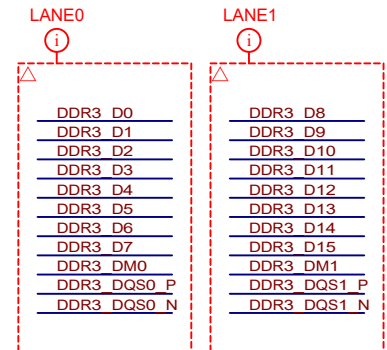 LANE0
i
DDR3_D0
DDR3_D1
DDR3_D2
DDR3_D3
DDR3_D4
DDR3_D5
DDR3_D6
DDR3_D7
DDR3_DM0
DDR3_DQS0_P
DDR3_DQS0_N
LANE1
i
DDR3_D8
DDR3_D9
DDR3_D10
DDR3_D11
DDR3_D12
DDR3_D13
DDR3_D14
DDR3_D15
DDR3_DM1
DDR3_DQS1_P
DDR3_DQS1_N